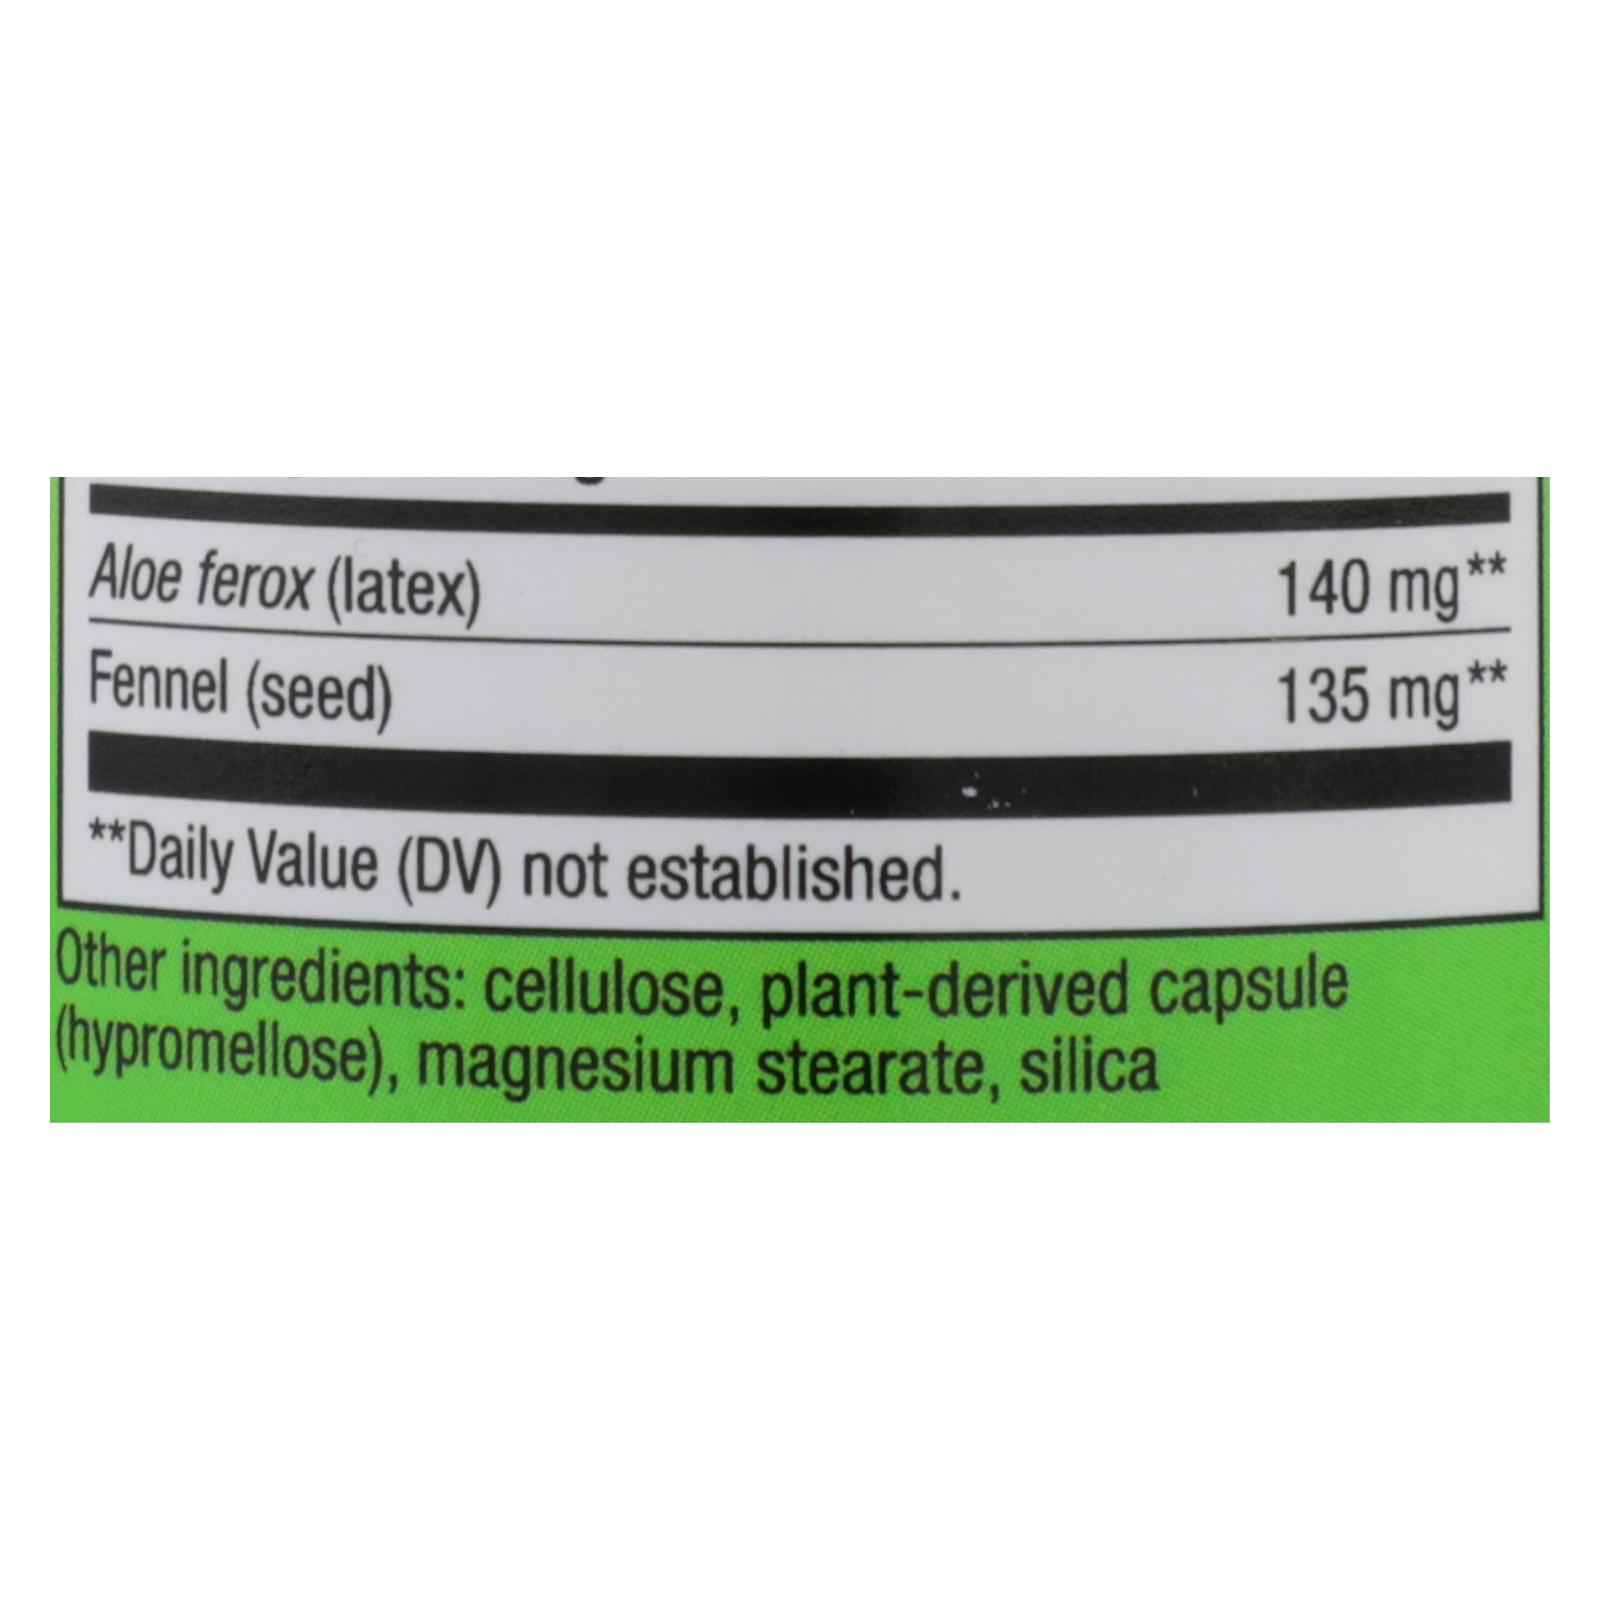 Aloe ferox (latex) 140 mg**
Fennel (seed) 135 mg**
**Daily Value (DV) not established.
Other ingredients: cellulose, plant-derived capsule
(hypromellose), magnesium stearate, silica